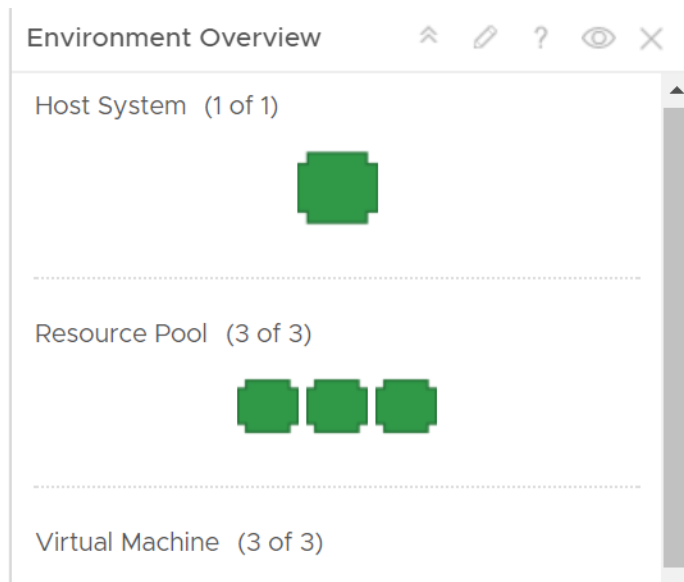 Environment Overview ?
Host System (1 of 1)
Resource Pool (3 of 3)
Virtual Machine (3 of 3)